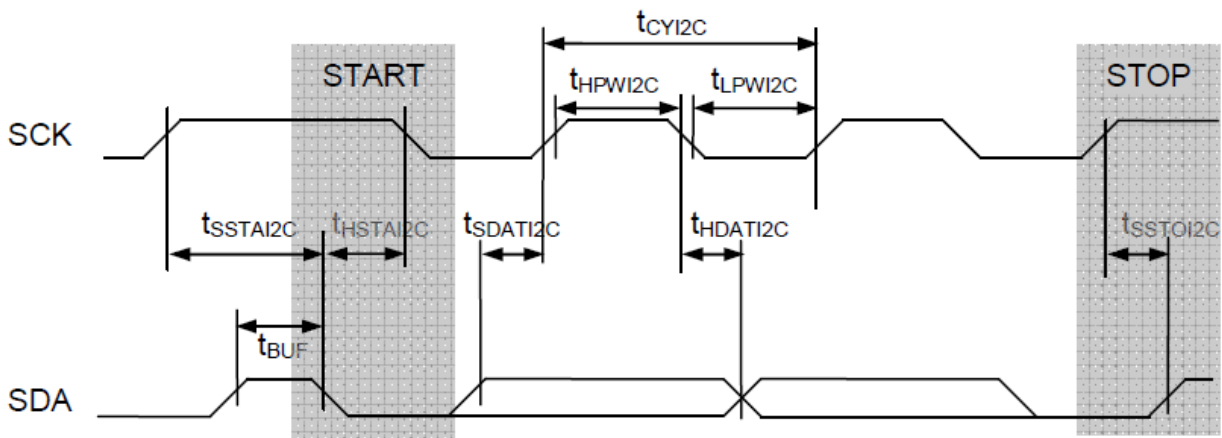 tCYI2C
START
tHPWI2C
tLPWI2C
STOP
SCK
tSSTAI2C
tHSTAI2C
tSDATI2C
tHDATI2C
tSSTOI2C
tBUF
SDA